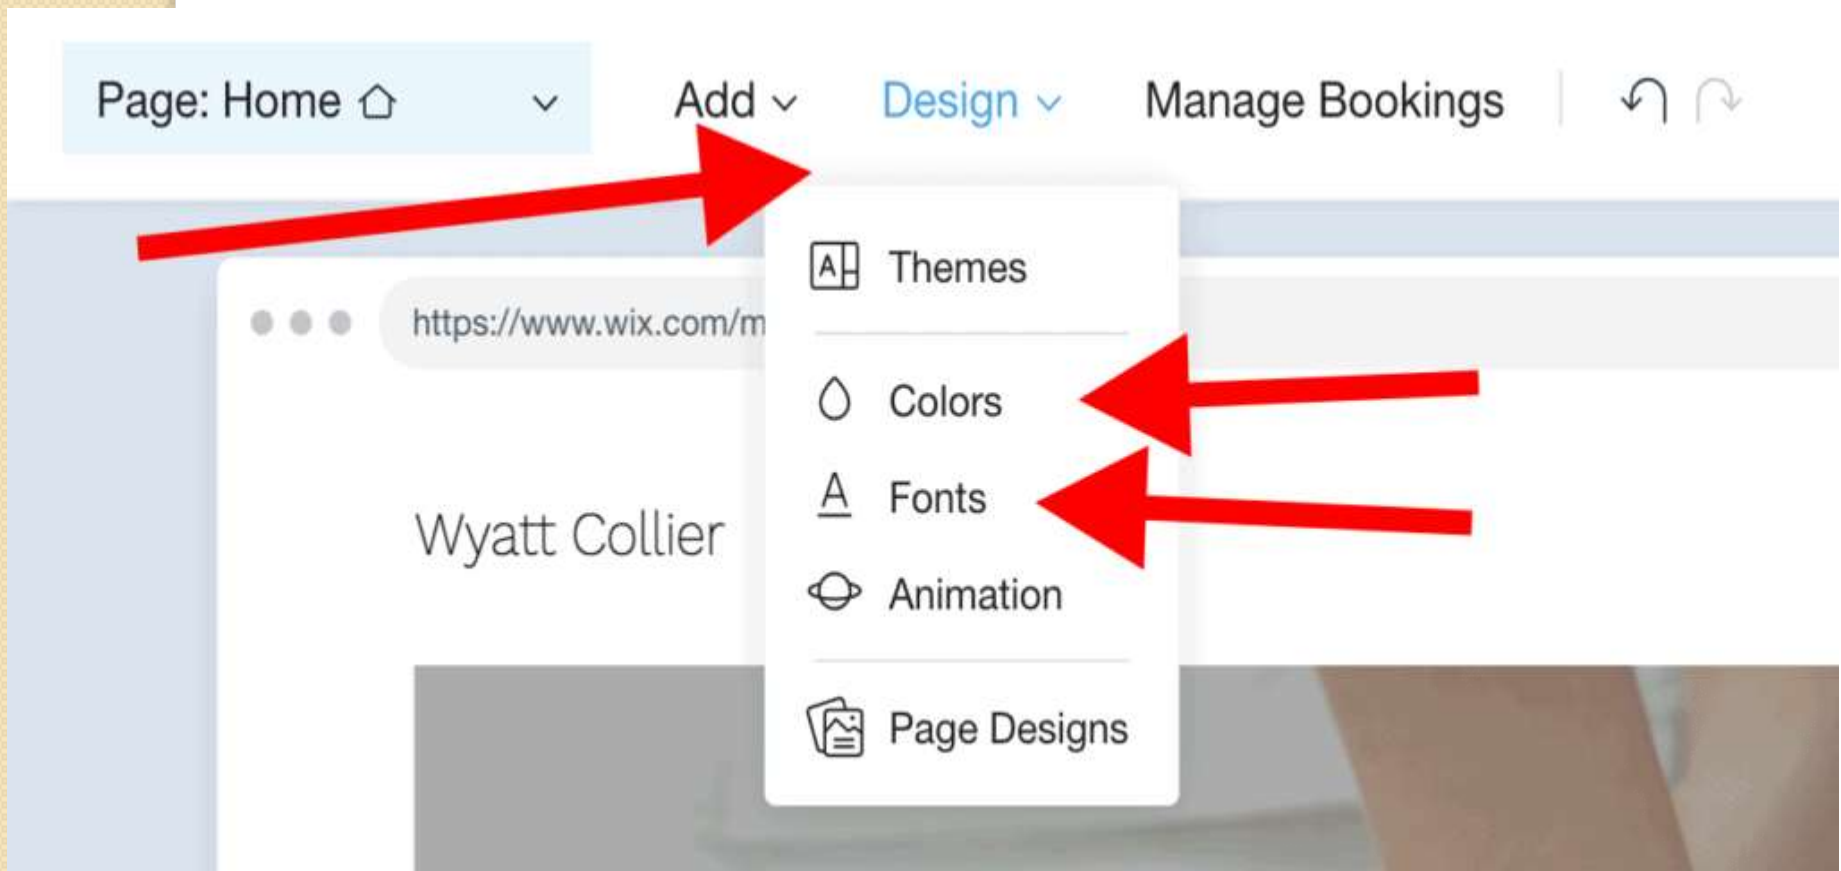 Page: Home
Add
Design
Manage Bookings
Themes
https://www.wix.com/m
Colors
Fonts
Wyatt Collier
Animation
Page Designs